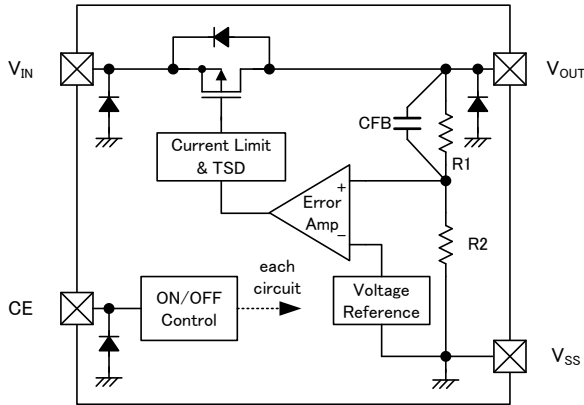 VIN
VOUT
CFB
R1
Current Limit
& TSD
+
Error
Amp
−
R2
each
circuit
CE
ON/OFF
Control
Voltage
Reference
VSS